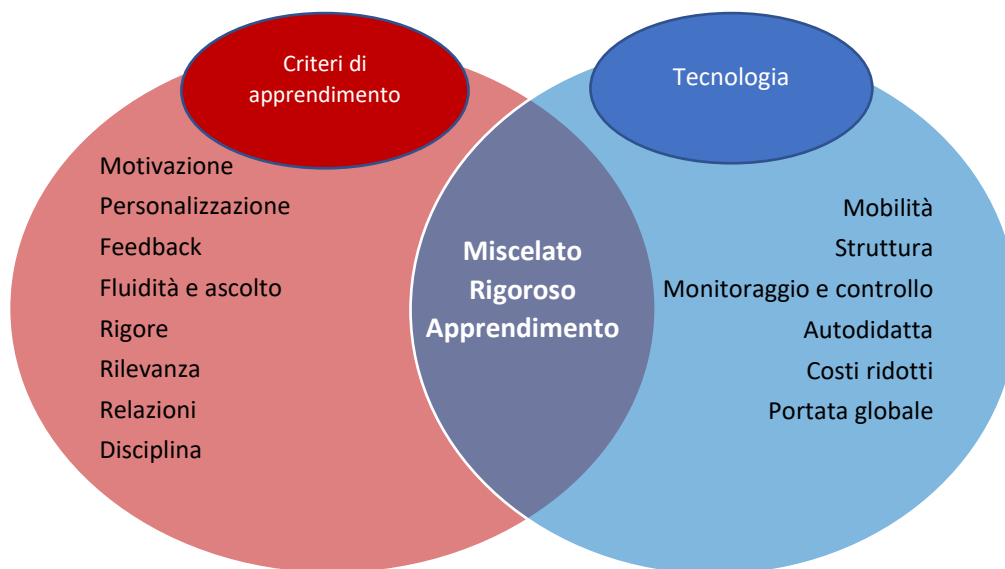 Criteri di
apprendimento
Tecnologia
Motivazione
Personalizzazione
Feedback
Fluidità e ascolto
Rigore
Rilevanza
Relazioni
Disciplina
Miscelato
Rigoroso
Apprendimento
Mobilità
Struttura
Monitoraggio e controllo
Autodidatta
Costi ridotti
Portata globale